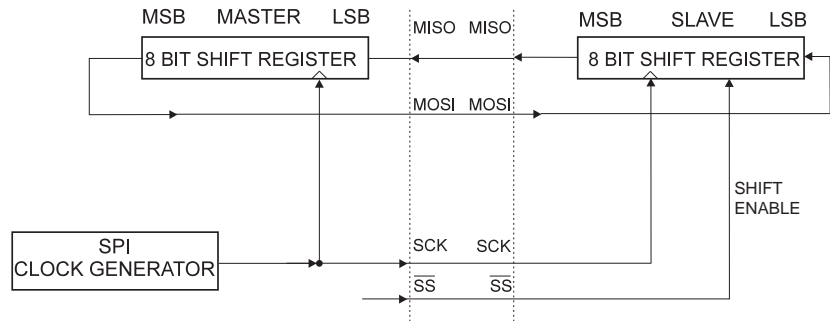 MSB MASTER LSB
MSB SLAVE LSB
MISO MISO
8 BIT SHIFT REGISTER
8 BIT SHIFT REGISTER
MOSI MOSI
SHIFT
ENABLE
SPI
CLOCK GENERATOR
SCK SCK
SS SS